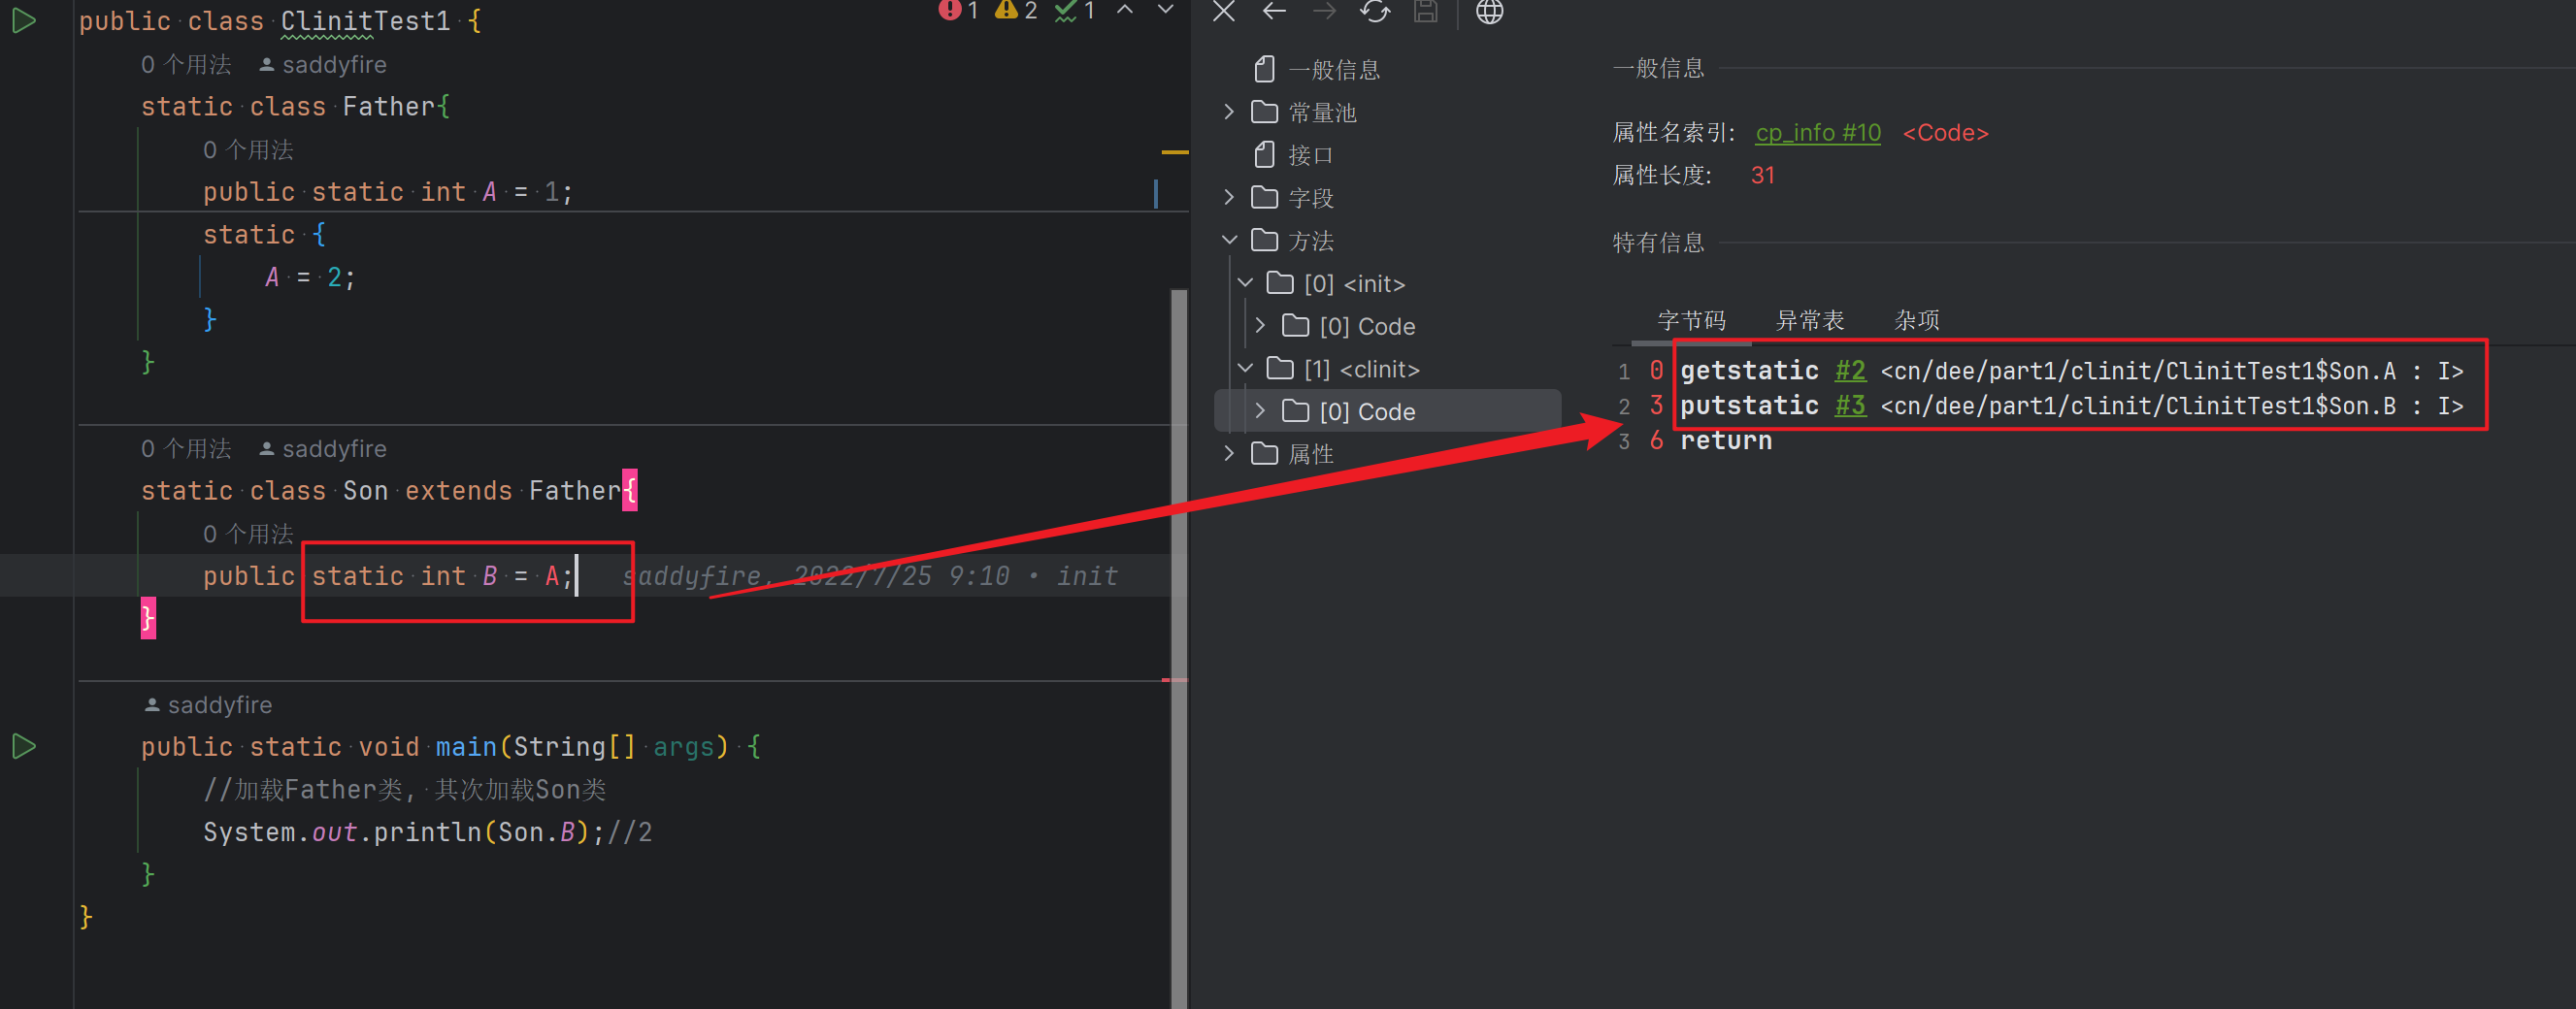 public class ClinitTest1 {
1 2 1
0 个用法 saddyfire
static class Father{
0 个用法
public static int A = 1;
static {
A = 2;
}
}
0 个用法 saddyfire
static class Son extends Father{
0 个用法
public static int B = A; saddyfire, 2022/7/25 9:10 • init
}
saddyfire
public static void main(String[] args) {
//加载Father类, 其次加载Son类
System.out.println(Son.B);//2
}
}
一般信息
常量池
接口
字段
方法
[0] <init>
[0] Code
[1] <clinit>
[0] Code
属性
一般信息
属性名索引: cp_info #10 <Code>
属性长度: 31
特有信息
字节码 异常表 杂项
1 0 getstatic #2 <cn/dee/part1/clinit/ClinitTest1$Son.A : I>
2 3 putstatic #3 <cn/dee/part1/clinit/ClinitTest1$Son.B : I>
3 6 return